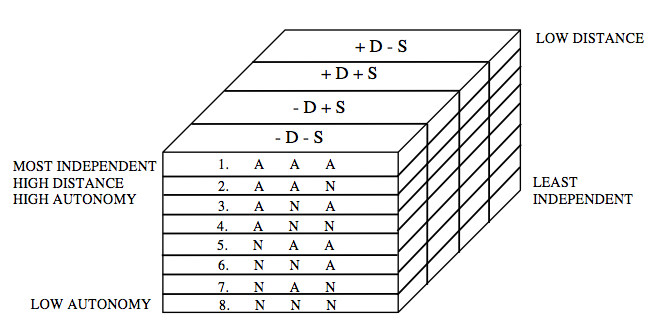 + D - S
LOW DISTANCE
+ D + S
- D + S
- D - S
MOST INDEPENDENT
HIGH DISTANCE
HIGH AUTONOMY
1. A A A
2. A A N
3. A N A
4. A N N
5. N A A
6. N N A
7. N A N
8. N N N
LEAST
INDEPENDENT
LOW AUTONOMY